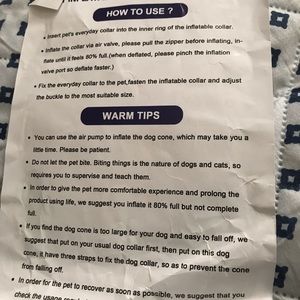 HOW TO USE ?
• Insert pet's everyday collar into the inner ring of the inflatable collar.
• Inflate the collar via air valve, please pull the zipper before inflating, in-
flate until it feels 80% full.(when deflated, please pinch the inflation
valve port so deflate faster.)
• Fix the everyday collar to the pet,fasten the inflatable collar and adjust
the buckle to the most suitable size.
WARM TIPS
• You can use the air pump to inflate the dog cone, which may take you a
little time. Please be patient.
• Do not let the pet bite. Biting things is the nature of dogs and cats, so
requires you to supervise and teach them.
• In order to give the pet more comfortable experience and prolong the
product using life, we suggest you inflate it 80% full but not complete
full.
• If you find the dog cone is too large for your dog and easy to fall off, we
suggest that put on your usual dog collar first, then put on this dog
cone, it have three straps to fix the dog collar, so as to prevent the cone
from falling off.
• In order for the pet to recover as soon as possible, we suggest that you
check the usage